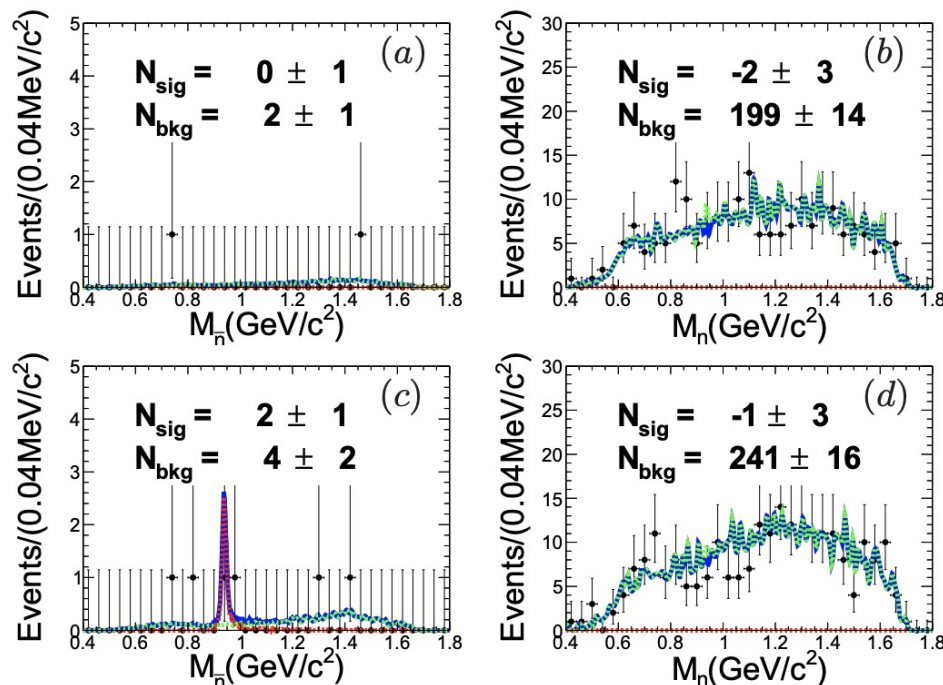 (a)
N_sig = 0 ± 1
N_bkg = 2 ± 1
Events/(0.04MeV/c²)
5
4
3
2
1
0
0.4 0.6 0.8 1 1.2 1.4 1.6 1.8
M_n̅(GeV/c²)
(b)
N_sig = -2 ± 3
N_bkg = 199 ± 14
Events/(0.04MeV/c²)
30
25
20
15
10
5
0
0.4 0.6 0.8 1 1.2 1.4 1.6 1.8
M_n(GeV/c²)
(c)
N_sig = 2 ± 1
N_bkg = 4 ± 2
Events/(0.04MeV/c²)
5
4
3
2
1
0
0.4 0.6 0.8 1 1.2 1.4 1.6 1.8
M_n̅(GeV/c²)
(d)
N_sig = -1 ± 3
N_bkg = 241 ± 16
Events/(0.04MeV/c²)
30
25
20
15
10
5
0
0.4 0.6 0.8 1 1.2 1.4 1.6 1.8
M_n(GeV/c²)